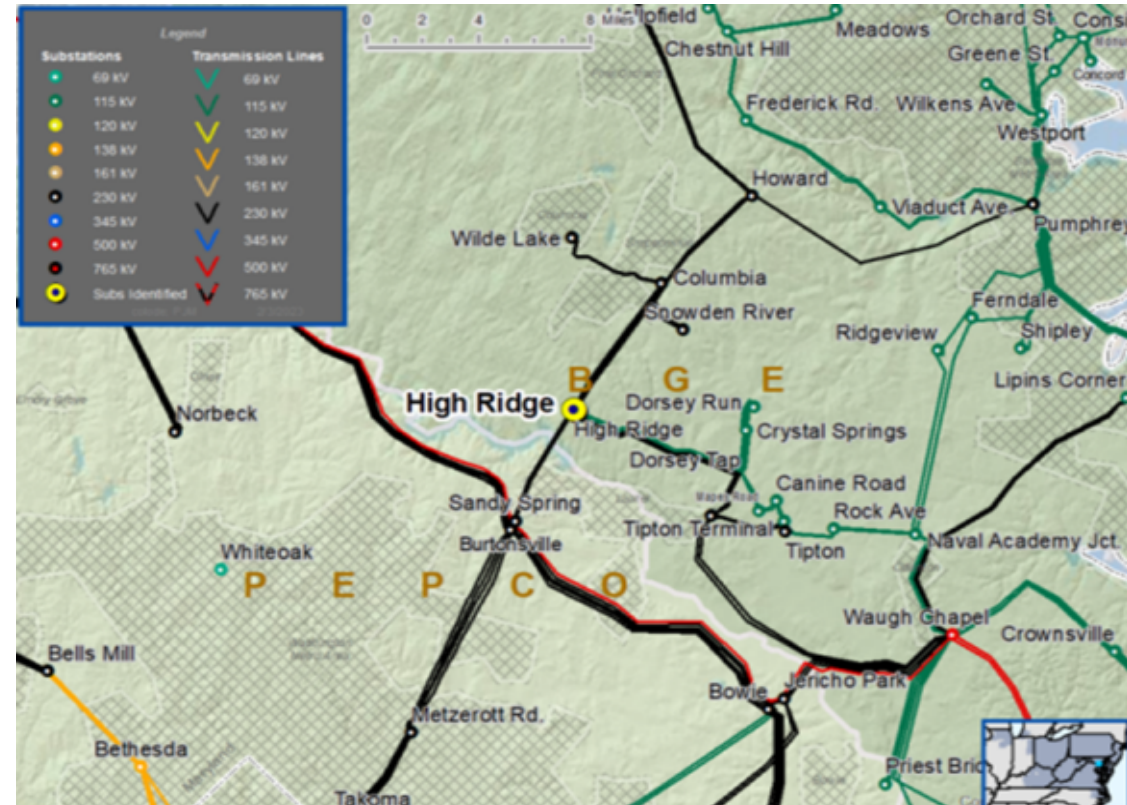 Legend
Substations Transmission Lines
69 kV 69 kV
115 kV 115 kV
120 kV 120 kV
138 kV 138 kV
161 kV 161 kV
230 kV 230 kV
345 kV 345 kV
500 kV 500 kV
765 kV 765 kV
Subs Identified
0 2 4 8 Miles
Meadows
Orchard St.
Chestnut Hill
Greene St.
Concord
Frederick Rd.
Wilkens Ave
Westport
Howard
Viaduct Ave
Pumphrey
Wilde Lake
Columbia
Snowden River
Ferndale
Ridgeview
Shipley
Lipins Corner
B G E
High Ridge
High Ridge
Norbeck
Dorsey Run
Crystal Springs
Dorsey Tap
Canine Road
Mapes Road
Rock Ave
Sandy Spring
Tipton Terminal
Burtonsville
Tipton
Naval Academy Jct.
Whiteoak
P E P C O
Waugh Chapel
Crownsville
Bells Mill
Jericho Park
Bowie
Metzerott Rd.
Bethesda
Maryland
Priest Bri
Takoma